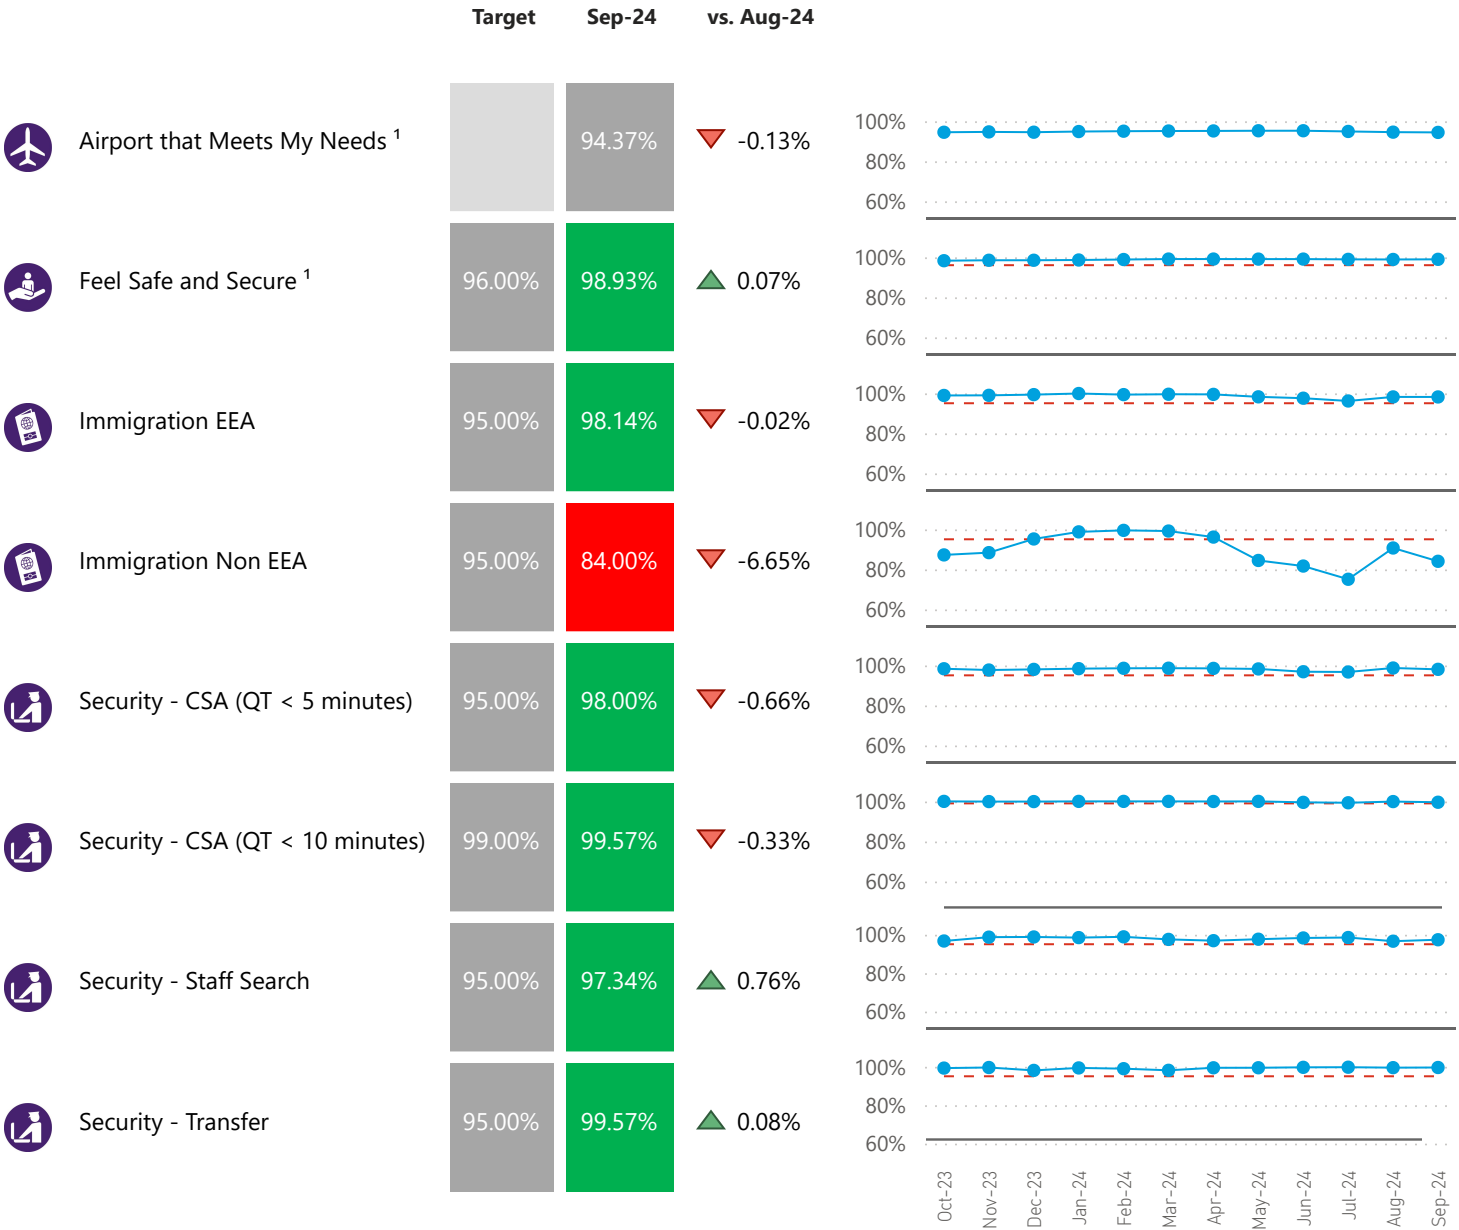 Target Sep-24 vs. Aug-24
Airport that Meets My Needs ¹ 94.37% -0.13%
100%
80%
60%
Feel Safe and Secure ¹ 96.00% 98.93% 0.07%
100%
80%
60%
Immigration EEA 95.00% 98.14% -0.02%
100%
80%
60%
Immigration Non EEA 95.00% 84.00% -6.65%
100%
80%
60%
Security - CSA (QT < 5 minutes) 95.00% 98.00% -0.66%
100%
80%
60%
Security - CSA (QT < 10 minutes) 99.00% 99.57% -0.33%
100%
80%
60%
Security - Staff Search 95.00% 97.34% 0.76%
100%
80%
60%
Security - Transfer 95.00% 99.57% 0.08%
100%
80%
60%
Oct-23 Nov-23 Dec-23 Jan-24 Feb-24 Mar-24 Apr-24 May-24 Jun-24 Jul-24 Aug-24 Sep-24